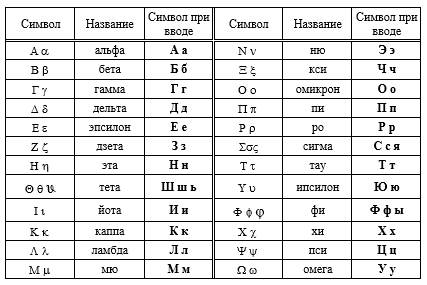 Символ Название Символ при вводе Символ Название Символ при вводе
Α α альфа А а Ν ν ню Э э
Β β бета Б б Ξ ξ кси Ч ч
Γ γ гамма Г г Ο ο омикрон О о
Δ δ дельта Д д Π π пи П п
Ε ε эпсилон Е е Ρ ρ ро Р р
Ζ ζ дзета З з Σσς сигма С с я
Η η эта Н н Τ τ тау Т т
Θ θ ϑ тета Ш ш ь Υ υ ипсилон Ю ю
Ι ι йота И и Φ ϕ φ фи Ф ф ы
Κ κ каппа К к Χ χ хи Х х
Λ λ ламбда Л л Ψ ψ пси Ц ц
Μ μ мю М м Ω ω омега У у